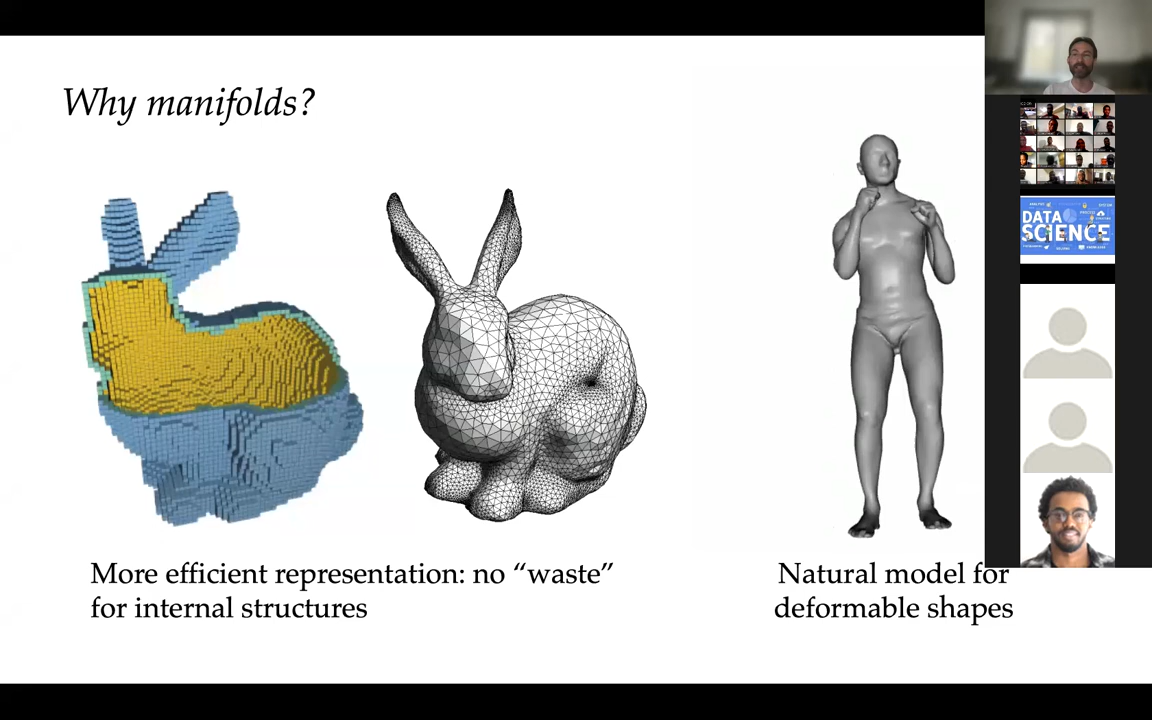 Why manifolds?
DATA
SCIENCE
More efficient representation: no “waste”
for internal structures
Natural model for
deformable shapes